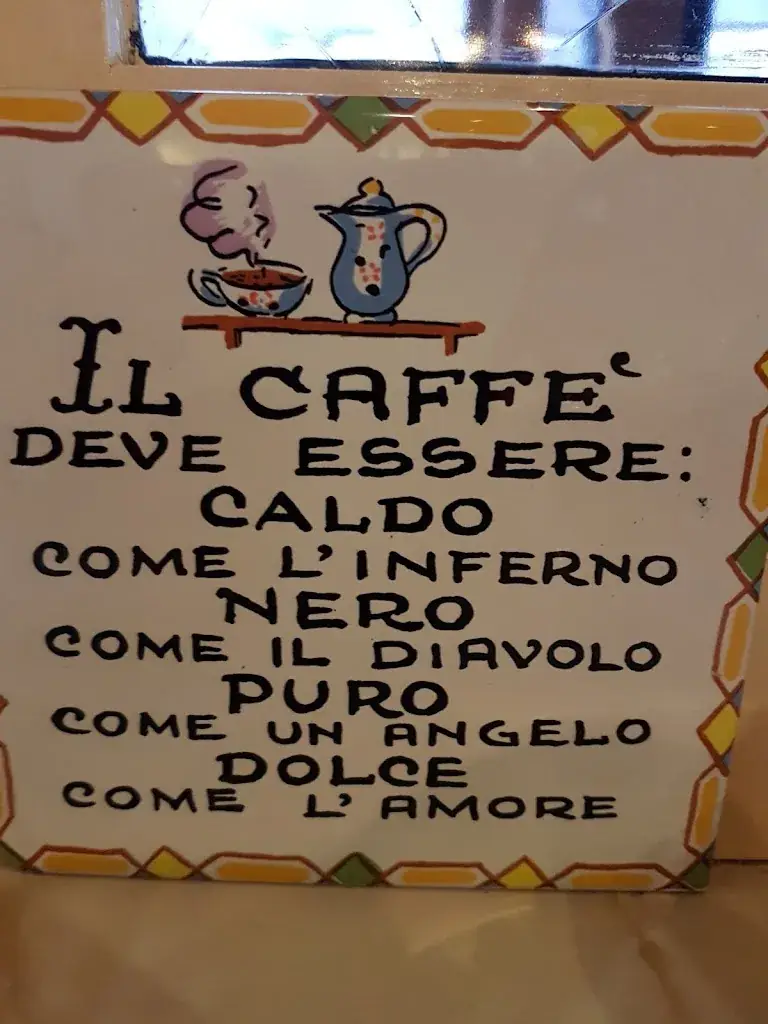 IL CAFFE'
DEVE ESSERE:
CALDO
COME L'INFERNO
NERO
COME IL DIAVOLO
PURO
COME UN ANGELO
DOLCE
COME L'AMORE